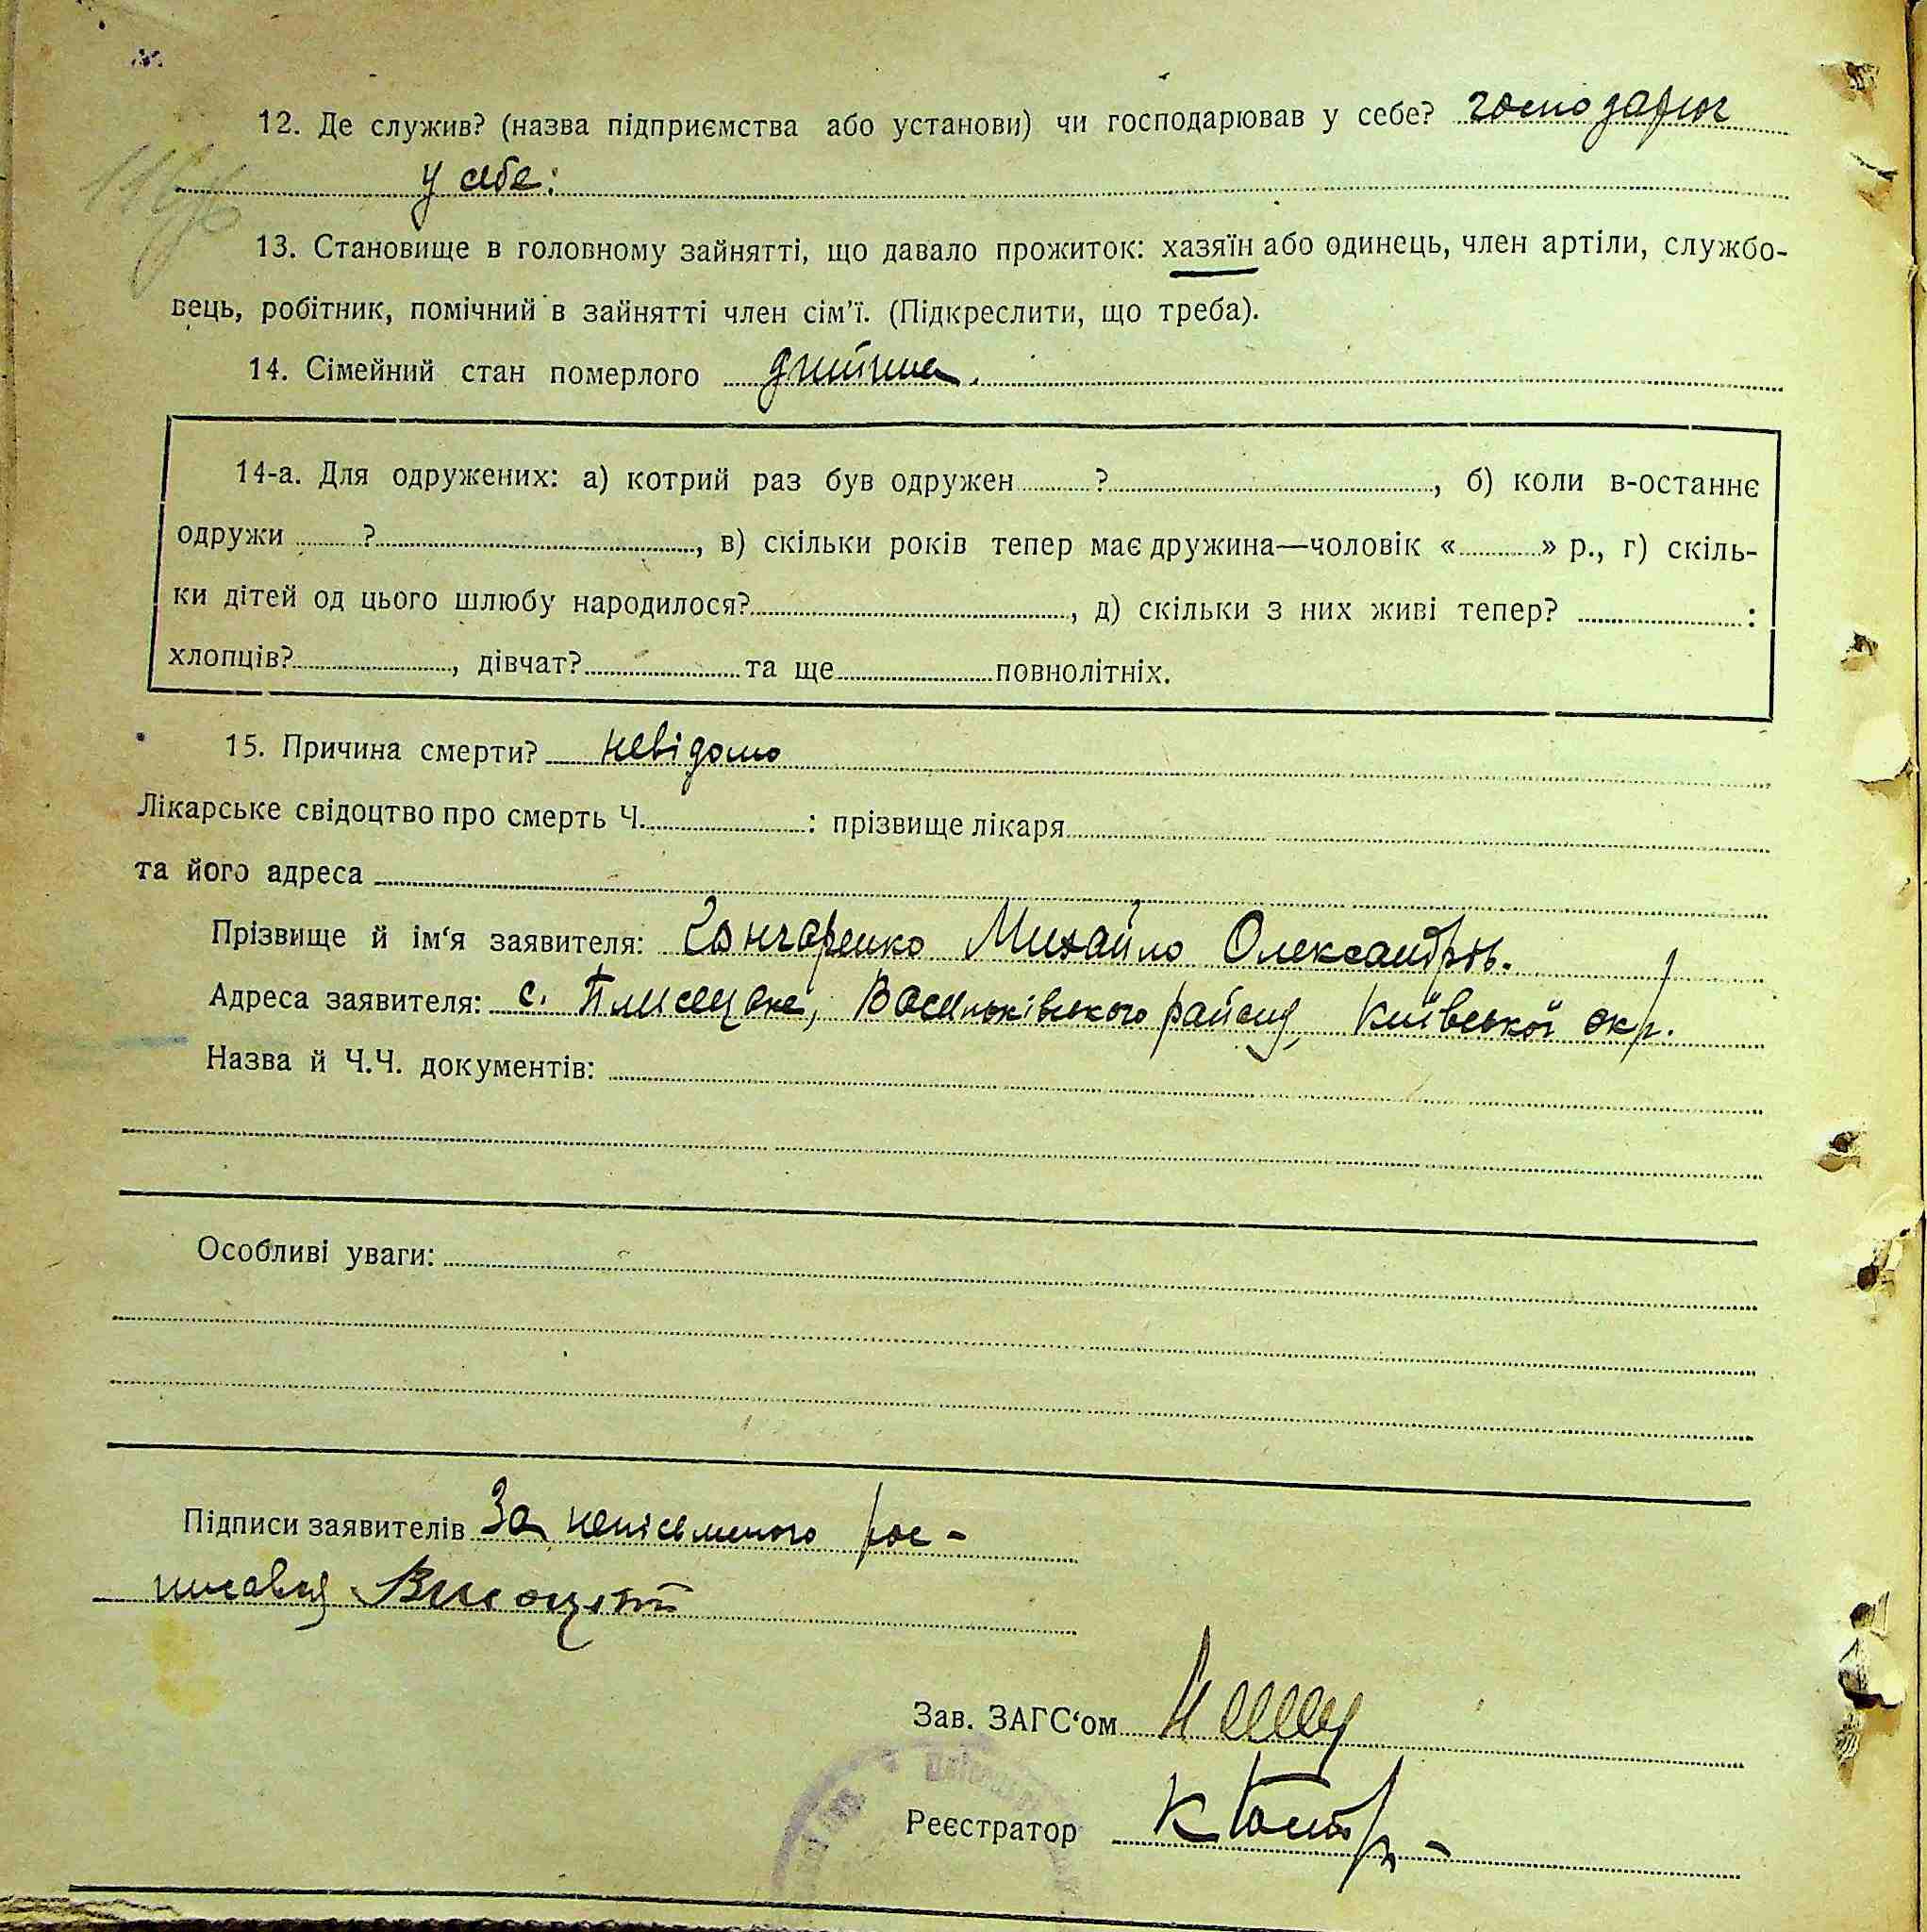 12. Де служив? (назва підприємства або установи) чи господарював у себе? господарює
у себе.
13. Становище в головному зайнятті, що давало прожиток: хазяїн або одинець, член артіли, службо-
вець, робітник, помічний в зайнятті член сім'ї. (Підкреслити, що треба).
14. Сімейний стан померлого дитина.
14-а. Для одружених: а) котрий раз був одружен ? , б) коли в-останнє
одружи ? , в) скільки років тепер має дружина—чоловік « » р., г) скіль-
ки дітей од цього шлюбу народилося? , д) скільки з них живі тепер? :
хлопців? , дівчат? та ще повнолітніх.
15. Причина смерти? невідомо
Лікарське свідоцтво про смерть Ч. : прізвище лікаря
та його адреса
Прізвище й ім‘я заявителя: Гончаренко Михайло Олександрів.
Адреса заявителя: с. Плисецьке, Васильківського району, Київської окр.
Назва й Ч.Ч. документів:
Особливі уваги:
Підписи заявителів За неписьменого рос-
писався
Зав. ЗАГС‘ом
Реєстратор